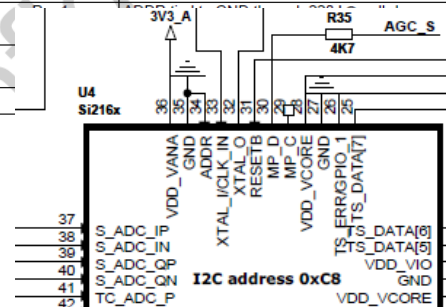 3V3_A
R35
AGC_S
4K7
U4
Si216x
36
35
34
33
32
31
30
29
28
27
26
25
VDD_VANA
GND
ADDR
XTAL_I/CLK_IN
XTAL_O
RESETB
MP_D
MP_C
VDD_VCORE
GND
TS_ERR/GPIO_1
TS_DATA[7]
37
S_ADC_IP
TS_DATA[6]
38
S_ADC_IN
TS_DATA[5]
39
S_ADC_QP
VDD_VIO
40
S_ADC_QN
I2C address 0xC8
GND
41
TC_ADC_P
VDD_VCORE
42